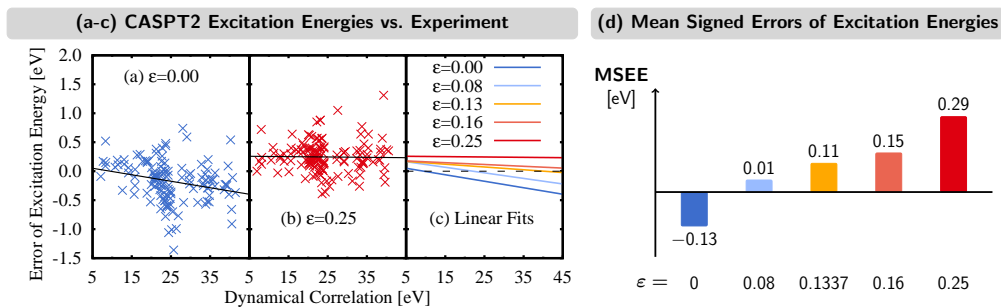 (a-c) CASPT2 Excitation Energies vs. Experiment
(d) Mean Signed Errors of Excitation Energies
Error of Excitation Energy [eV]
2.0
1.5
1.0
0.5
0.0
-0.5
-1.0
-1.5
(a) ε=0.00
(b) ε=0.25
ε=0.00
ε=0.08
ε=0.13
ε=0.16
ε=0.25
(c) Linear Fits
5 15 25 35 5 15 25 35 5 15 25 35 45
Dynamical Correlation [eV]
MSEE
[eV]
−0.13
0.01
0.11
0.15
0.29
ε = 0 0.08 0.1337 0.16 0.25